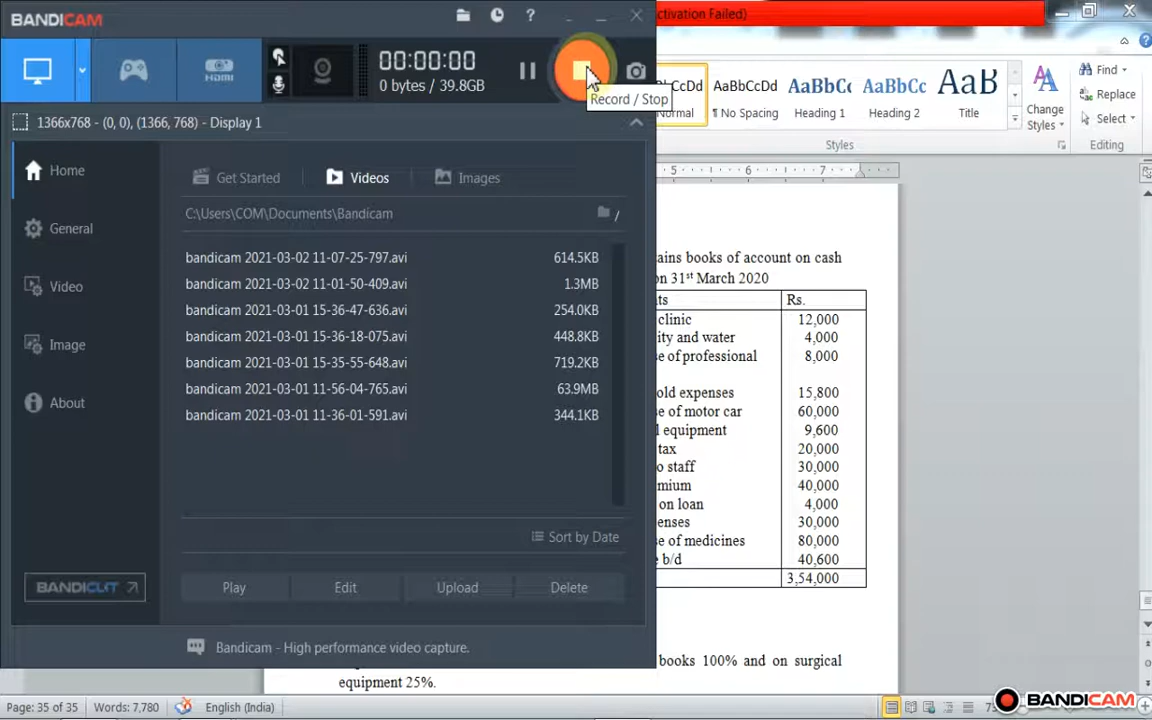 BANDICAM
?
ctivation Failed)
HDMI
00:00:00
0 bytes / 39.8GB
Record / Stop
1366x768 - (0, 0), (1366, 768) - Display 1
Home
General
Video
Image
About
BANDICUT
Get Started
Videos
Images
C:\Users\COM\Documents\Bandicam
/
bandicam 2021-03-02 11-07-25-797.avi 614.5KB
bandicam 2021-03-02 11-01-50-409.avi 1.3MB
bandicam 2021-03-01 15-36-47-636.avi 254.0KB
bandicam 2021-03-01 15-36-18-075.avi 448.8KB
bandicam 2021-03-01 15-35-55-648.avi 719.2KB
bandicam 2021-03-01 11-56-04-765.avi 63.9MB
bandicam 2021-03-01 11-36-01-591.avi 344.1KB
Sort by Date
Play Edit Upload Delete
Bandicam - High performance video capture.
bCcDd AaBbCcDd AaBbC AaBbCc AaB
Normal ¶ No Spacing Heading 1 Heading 2 Title
Change
Styles
Find
Replace
Select
Styles
Editing
5 6 7
ains books of account on cash
on 31st March 2020
ts Rs.
clinic 12,000
ity and water 4,000
se of professional 8,000
old expenses 15,800
se of motor car 60,000
l equipment 9,600
tax 20,000
o staff 30,000
mium 40,000
on loan 4,000
enses 30,000
se of medicines 80,000
e b/d 40,600
3,54,000
books 100% and on surgical
equipment 25%.
Page: 35 of 35
Words: 7,780
English (India)
BANDICAM